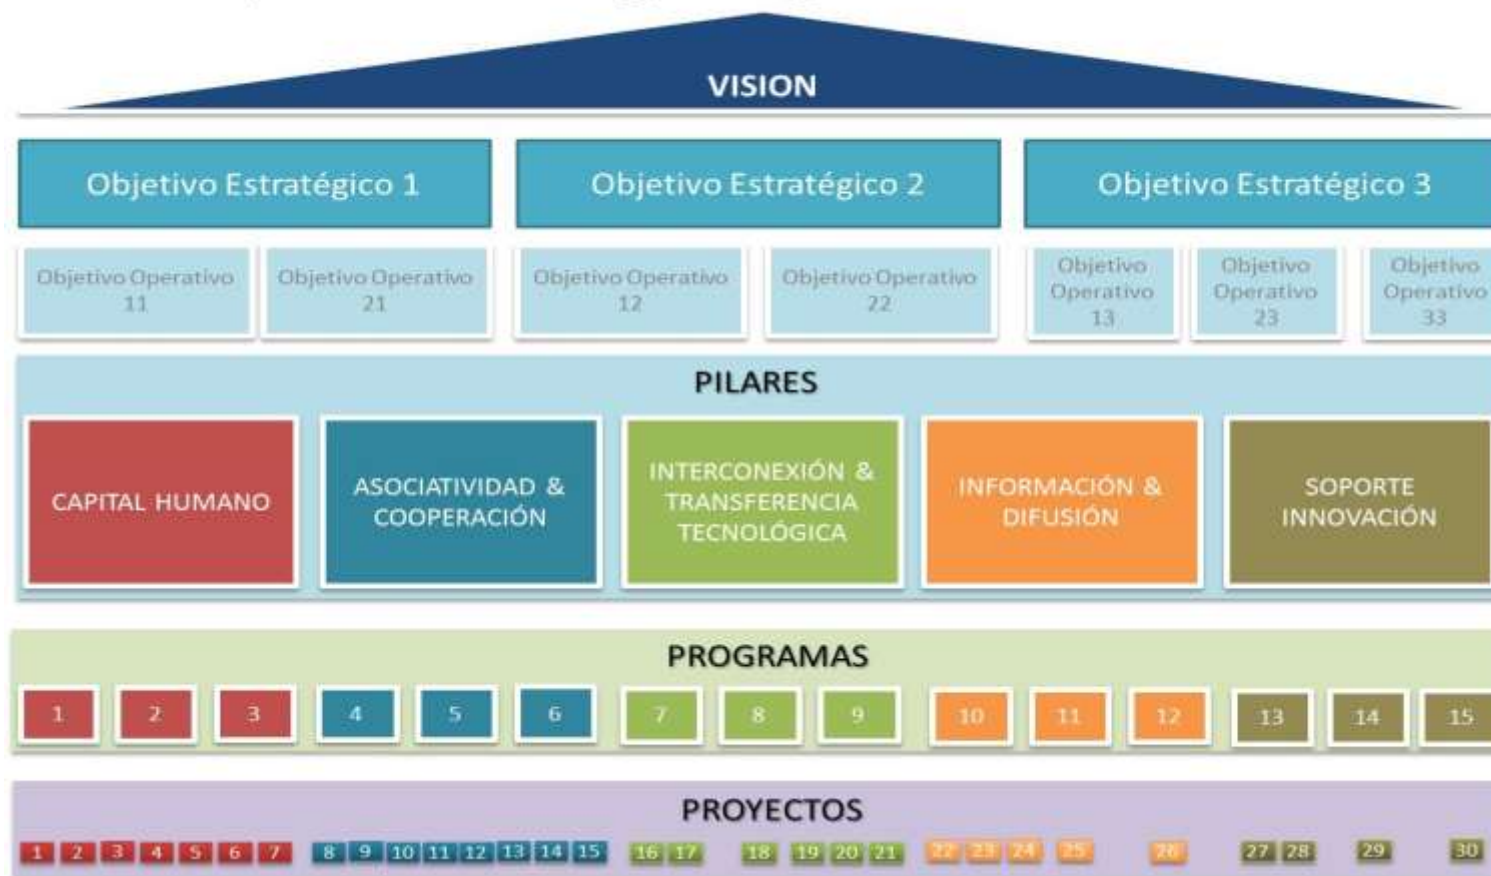 VISION
Objetivo Estratégico 1
Objetivo Estratégico 2
Objetivo Estratégico 3
Objetivo Operativo
11
Objetivo Operativo
21
Objetivo Operativo
12
Objetivo Operativo
22
Objetivo
Operativo
13
Objetivo
Operativo
23
Objetivo
Operativo
33
PILARES
CAPITAL HUMANO
ASOCIATIVIDAD &
COOPERACIÓN
INTERCONEXIÓN &
TRANSFERENCIA
TECNOLÓGICA
INFORMACIÓN &
DIFUSIÓN
SOPORTE
INNOVACIÓN
PROGRAMAS
1 2 3 4 5 6 7 8 9 10 11 12 13 14 15
PROYECTOS
1 2 3 4 5 6 7 8 9 10 11 12 13 14 15 16 17 18 19 20 21 22 23 24 25 26 27 28 29 30